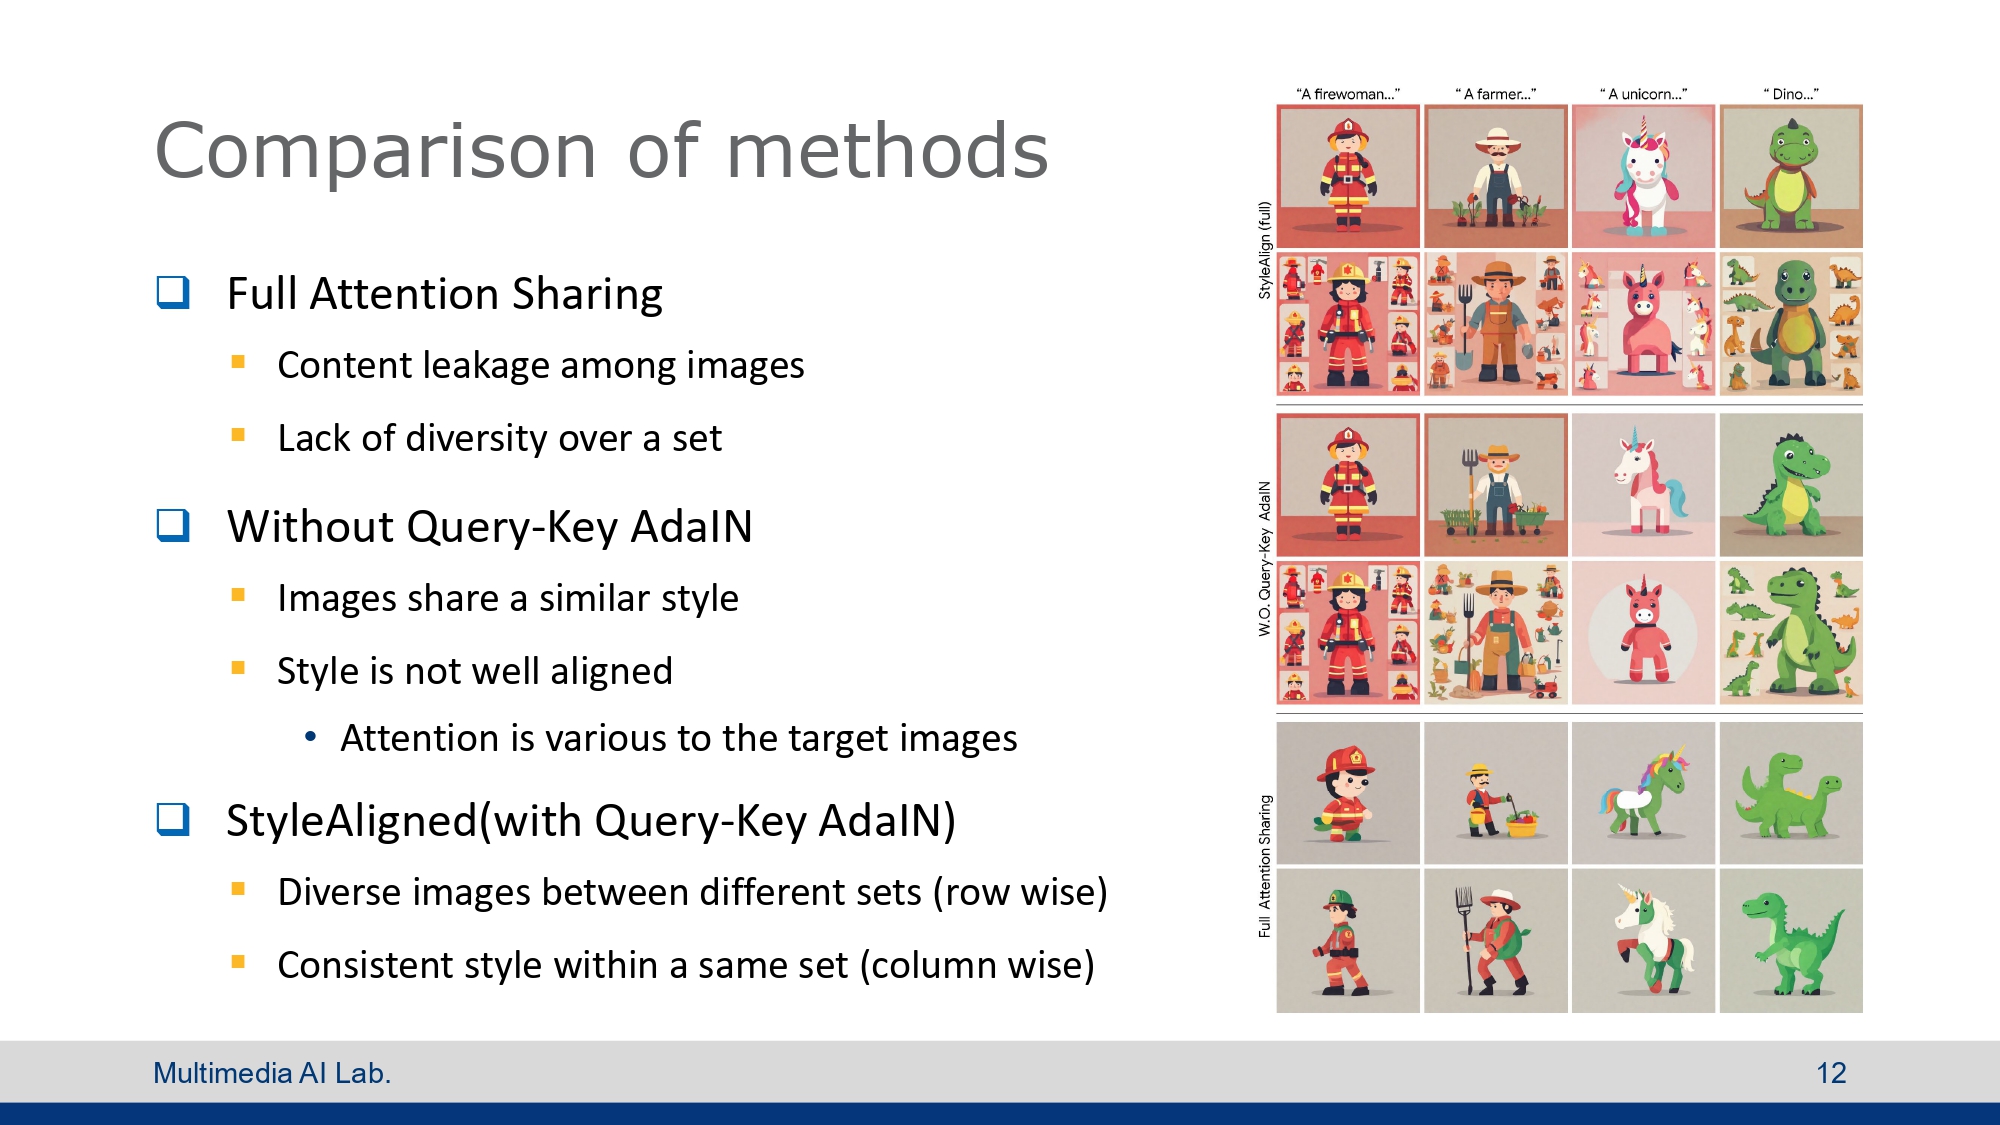 Comparison of methods
Full Attention Sharing
Content leakage among images
Lack of diversity over a set
Without Query-Key AdaIN
Images share a similar style
Style is not well aligned
Attention is various to the target images
StyleAligned(with Query-Key AdaIN)
Diverse images between different sets (row wise)
Consistent style within a same set (column wise)
“A firewoman...” “ A farmer...” “ A unicorn...” “ Dino...”
StyleAlign (full)
W.O. Query-Key AdaIN
Full Attention Sharing
Multimedia AI Lab.
12